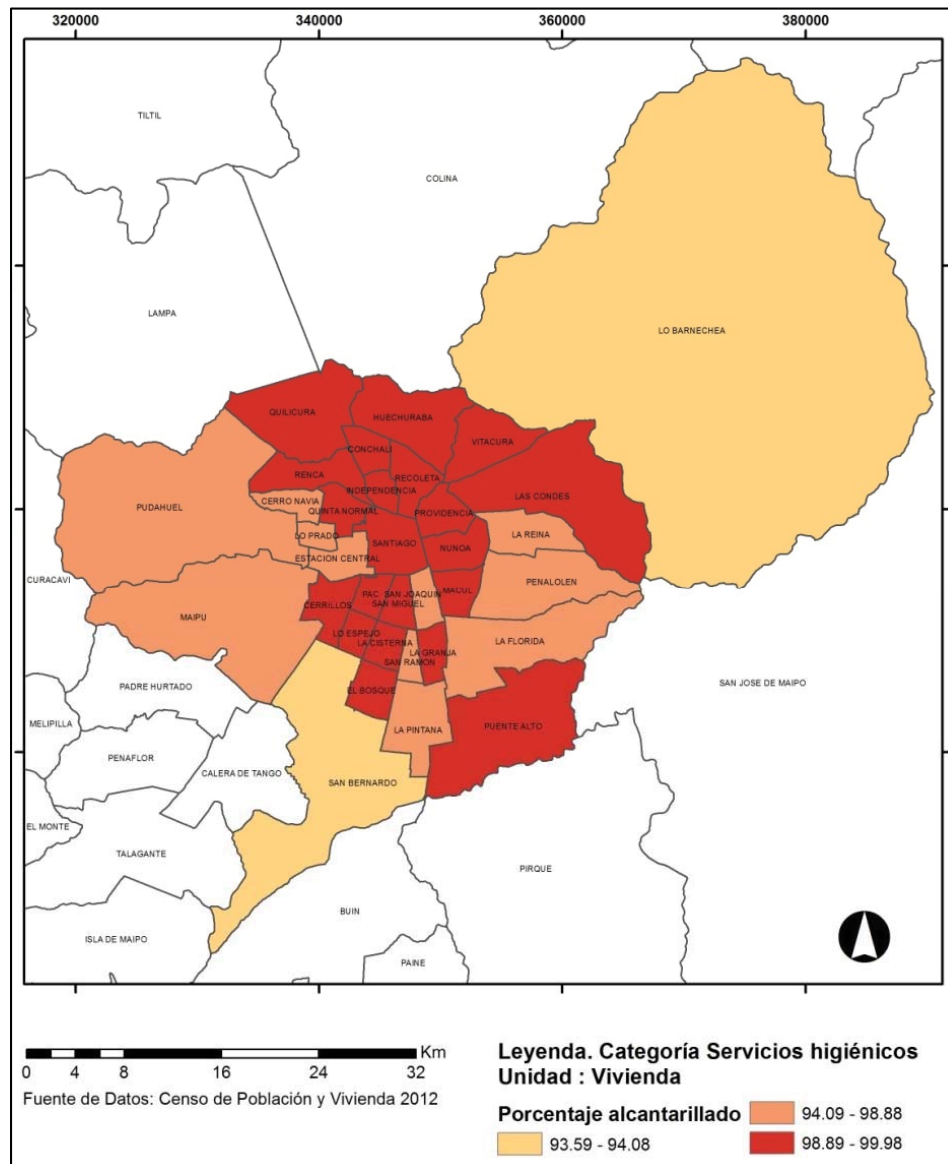 320000 340000 360000 380000
TILTIL
COLINA
LAMPA
LO BARNECHEA
QUILICURA
HUECHURABA
VITACURA
CONCHALI
RENCA
RECOLETA
INDEPENDENCIA
LAS CONDES
CERRO NAVIA
PUDAHUEL
QUINTA NORMAL
PROVIDENCIA
LO PRADO
LA REINA
SANTIAGO
NUNOA
ESTACION CENTRAL
CURACAVI
PENALOLEN
MACUL
PAC
SAN JOAQUIN
CERRILLOS
SAN MIGUEL
MAIPU
LO ESPEJO
LA FLORIDA
LA CISTERNA
LA GRANJA
SAN RAMON
SAN JOSE DE MAIPO
PADRE HURTADO
EL BOSQUE
MELIPILLA
PUENTE ALTO
LA PINTANA
PENAFLOR
CALERA DE TANGO
SAN BERNARDO
EL MONTE
TALAGANTE
PIRQUE
BUIN
ISLA DE MAIPO
PAINE
Km
0 4 8 16 24 32
Fuente de Datos: Censo de Población y Vivienda 2012
Leyenda. Categoría Servicios higiénicos
Unidad : Vivienda
Porcentaje alcantarillado
93.59 - 94.08
94.09 - 98.88
98.89 - 99.98